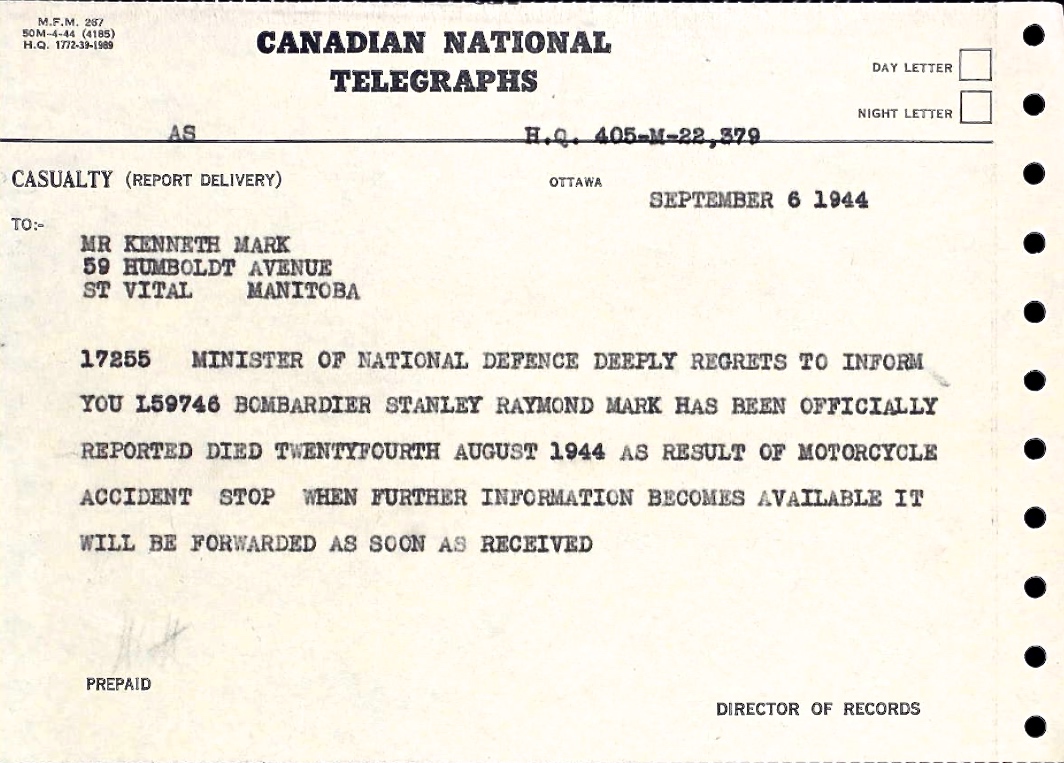 M.F.M. 267
50M-4-44 (4185)
H.Q. 1772-39-1989
CANADIAN NATIONAL
TELEGRAPHS
DAY LETTER
NIGHT LETTER
AS H.Q. 405-M-22,379
CASUALTY (REPORT DELIVERY) OTTAWA
SEPTEMBER 6 1944
TO:-
MR KENNETH MARK
59 HUMBOLDT AVENUE
ST VITAL MANITOBA
17255 MINISTER OF NATIONAL DEFENCE DEEPLY REGRETS TO INFORM
YOU L59746 BOMBARDIER STANLEY RAYMOND MARK HAS BEEN OFFICIALLY
REPORTED DIED TWENTYFOURTH AUGUST 1944 AS RESULT OF MOTORCYCLE
ACCIDENT STOP WHEN FURTHER INFORMATION BECOMES AVAILABLE IT
WILL BE FORWARDED AS SOON AS RECEIVED
PREPAID
DIRECTOR OF RECORDS